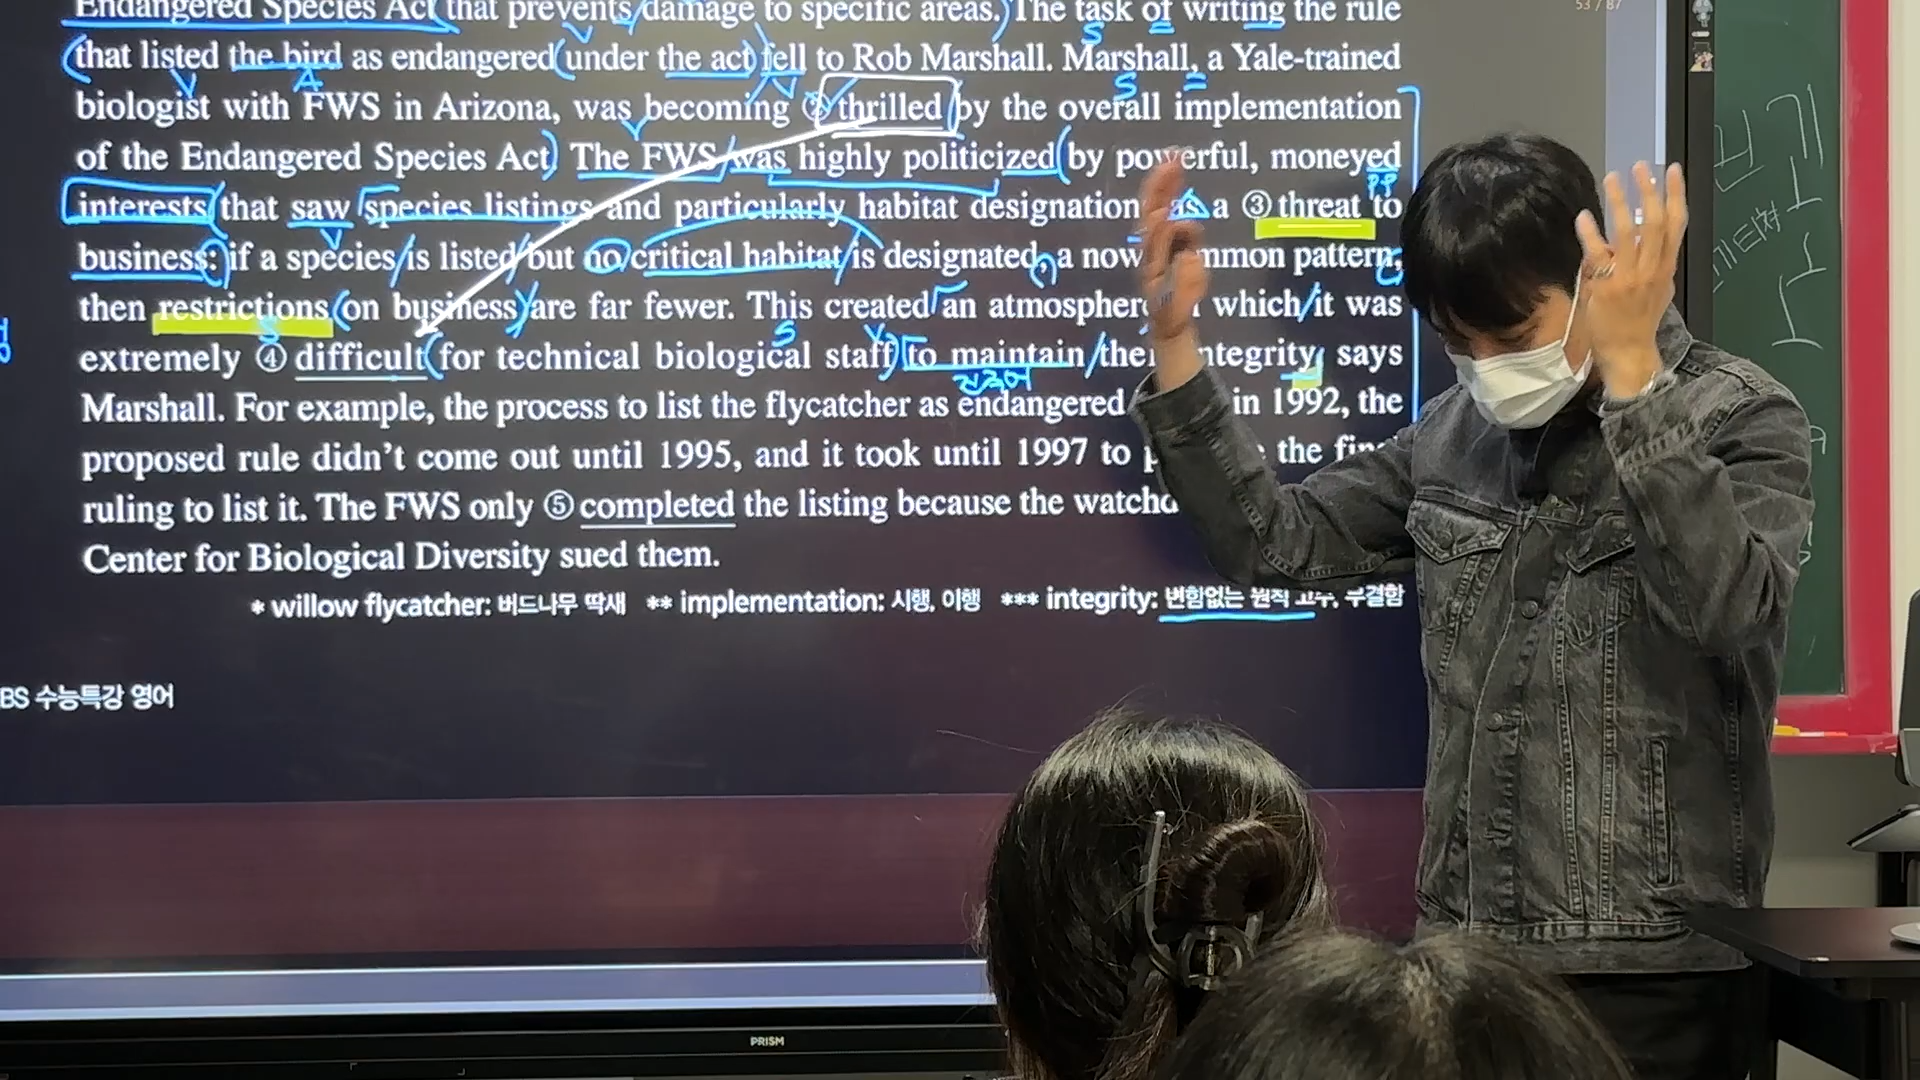 Endangered Species Act that prevents damage to specific areas. The task of writing the rule
that listed the bird as endangered under the act fell to Rob Marshall. Marshall, a Yale-trained
biologist with FWS in Arizona, was becoming ② thrilled by the overall implementation
of the Endangered Species Act. The FWS was highly politicized by powerful, moneyed
interests that saw species listings and particularly habitat designation as a ③ threat to
business: if a species is listed but no critical habitat is designated, a now pattern,
then restrictions on business are far fewer. This created an atmosphere which it was
extremely ④ difficult for technical biological staff to maintain integrity, says
Marshall. For example, the process to list the flycatcher as endangered in 1992, the
proposed rule didn't come out until 1995, and it took until 1997 to the
ruling to list it. The FWS only ⑤ completed the listing because the
Center for Biological Diversity sued them.
* willow flycatcher: 버드나무 딱새 ** implementation: 시행, 이행 *** integrity: 변함없는 원칙 고수, 무결함
BS 수능특강 영어
53 / 87
S
S
V
A
V
V
PP
V
S
S
V
PRISM